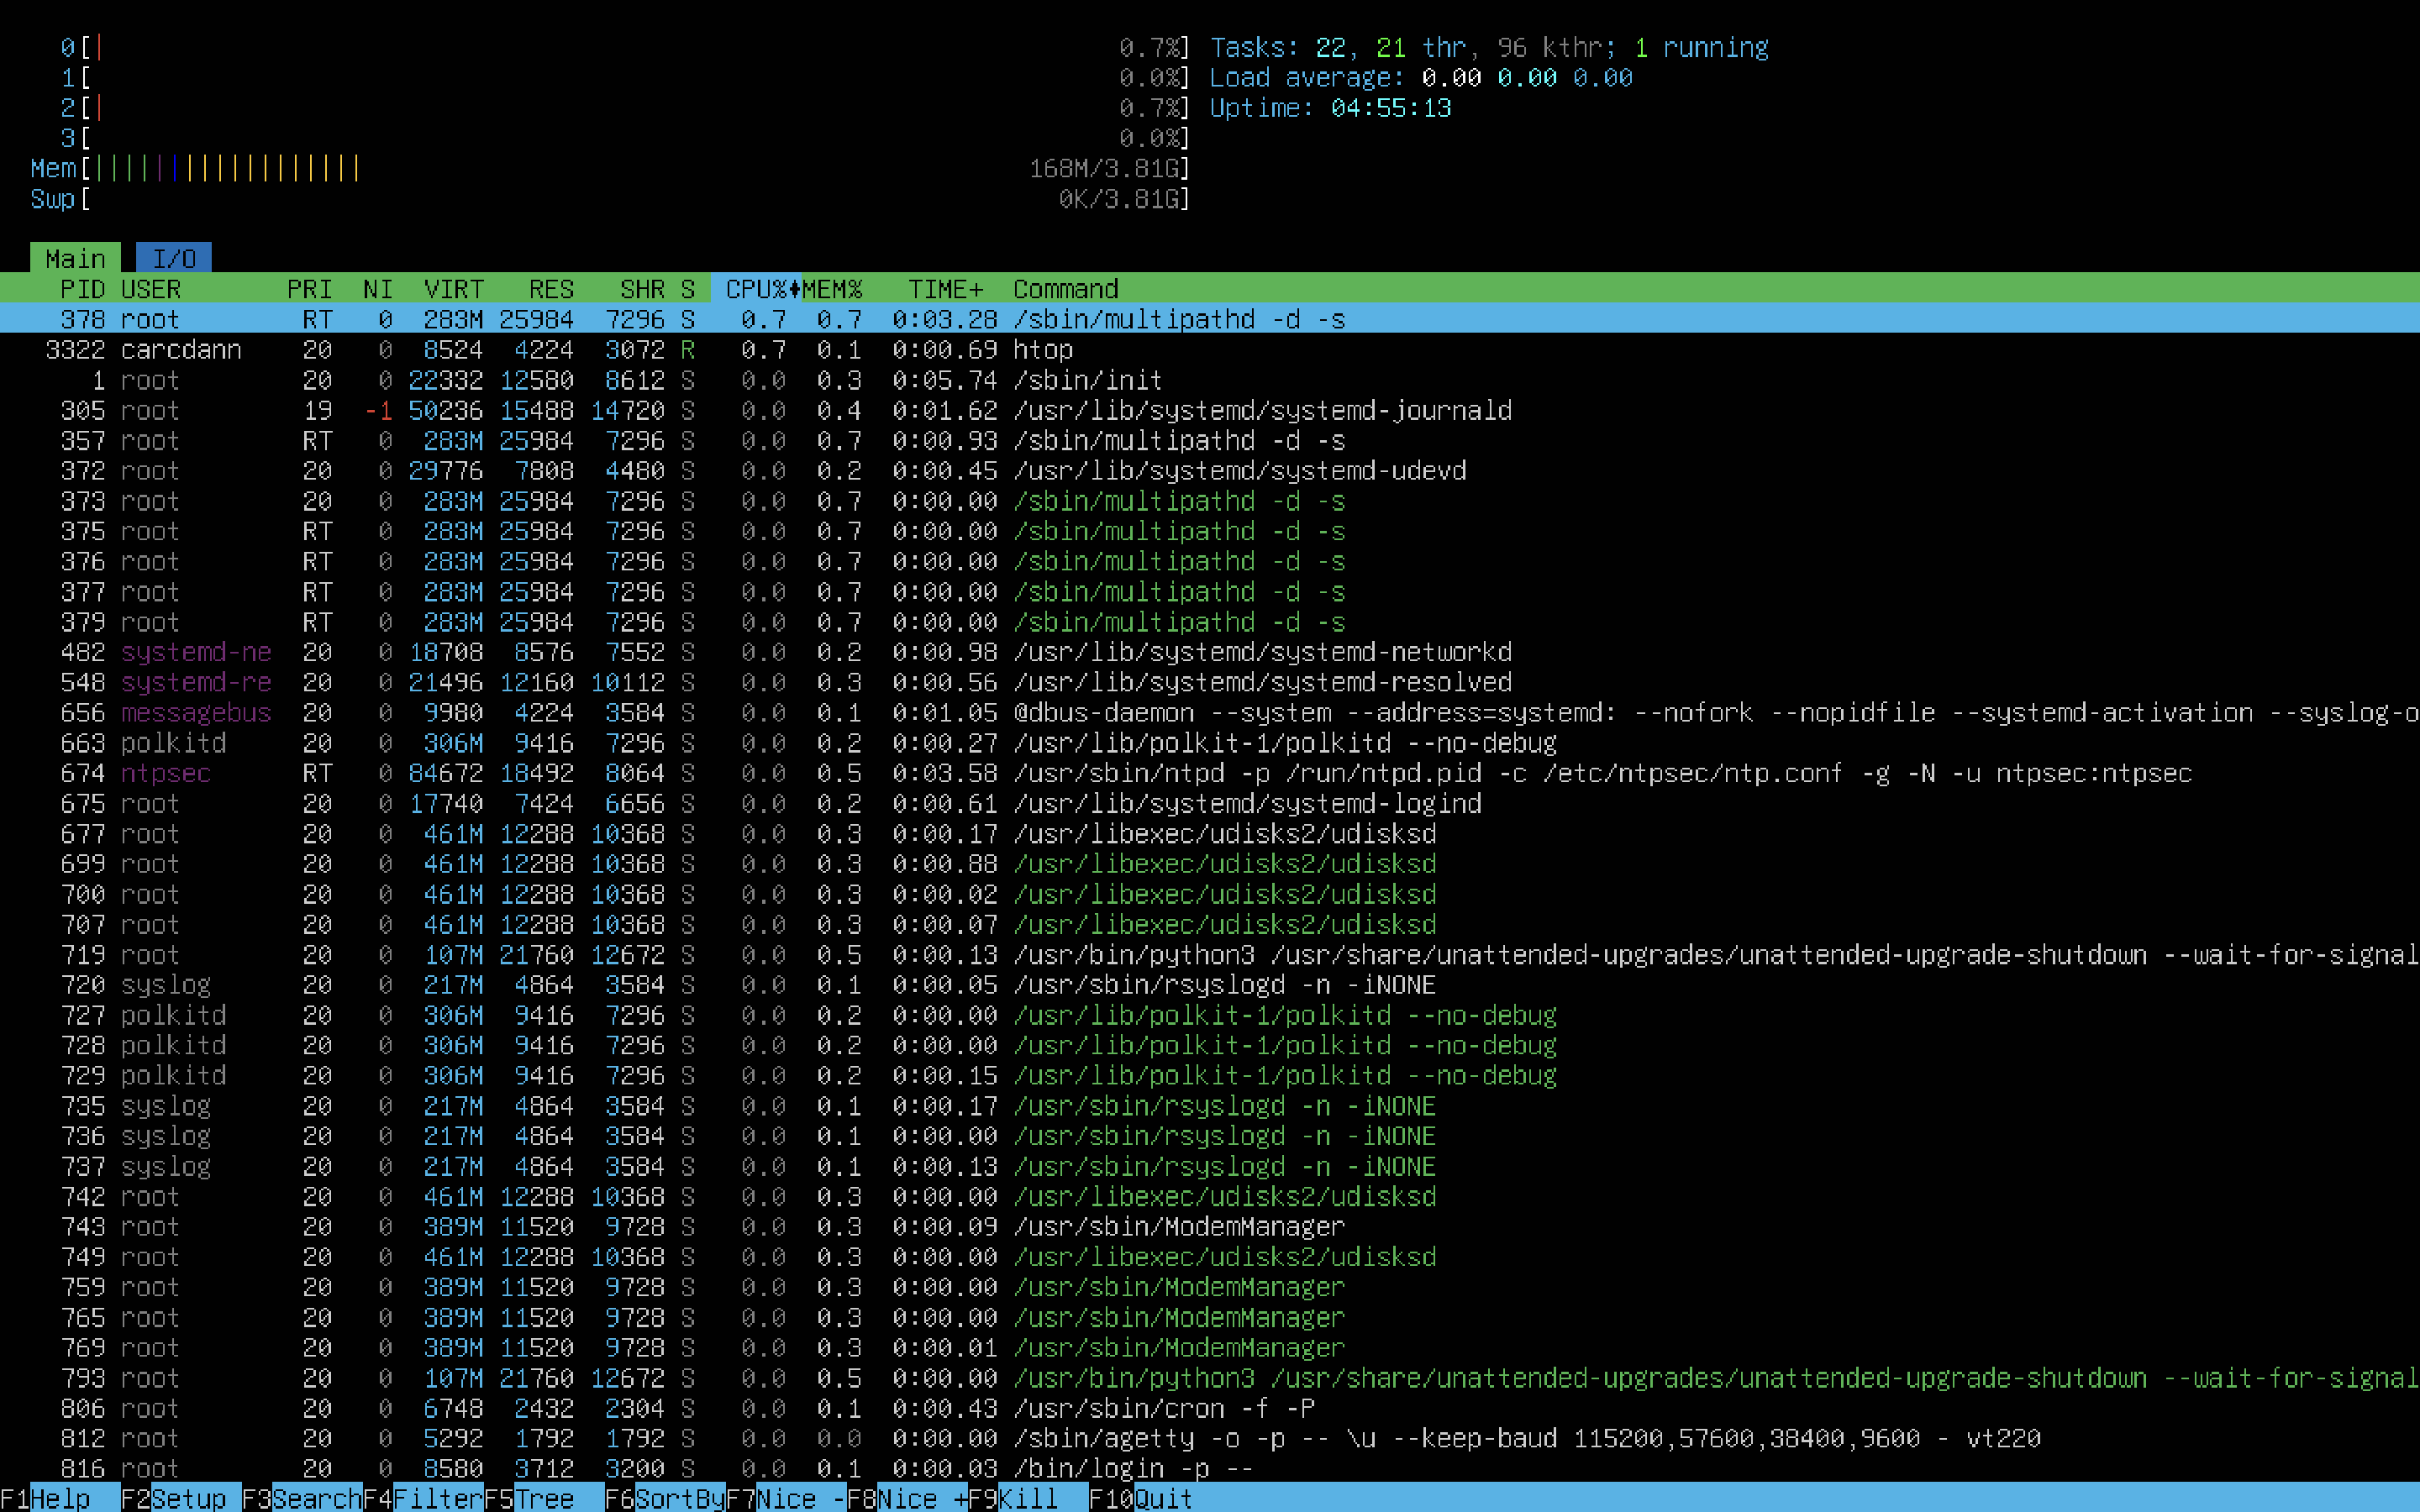 0[| 0.7%] Tasks: 22, 21 thr, 96 kthr; 1 running
1[ 0.0%] Load average: 0.00 0.00 0.00
2[| 0.7%] Uptime: 04:55:13
3[ 0.0%]
Mem[|||||||||||||||||| 168M/3.81G]
Swp[ 0K/3.81G]
Main I/O
PID USER PRI NI VIRT RES SHR S CPU% MEM% TIME+ Command
378 root RT 0 283M 25984 7296 S 0.7 0.7 0:03.28 /sbin/multipathd -d -s
3322 carcdann 20 0 8524 4224 3072 R 0.7 0.1 0:00.69 htop
1 root 20 0 22332 12580 8612 S 0.0 0.3 0:05.74 /sbin/init
305 root 19 -1 50236 15488 14720 S 0.0 0.4 0:01.62 /usr/lib/systemd/systemd-journald
357 root RT 0 283M 25984 7296 S 0.0 0.7 0:00.93 /sbin/multipathd -d -s
372 root 20 0 29776 7808 4480 S 0.0 0.2 0:00.45 /usr/lib/systemd/systemd-udevd
373 root 20 0 283M 25984 7296 S 0.0 0.7 0:00.00 /sbin/multipathd -d -s
375 root RT 0 283M 25984 7296 S 0.0 0.7 0:00.00 /sbin/multipathd -d -s
376 root RT 0 283M 25984 7296 S 0.0 0.7 0:00.00 /sbin/multipathd -d -s
377 root RT 0 283M 25984 7296 S 0.0 0.7 0:00.00 /sbin/multipathd -d -s
379 root RT 0 283M 25984 7296 S 0.0 0.7 0:00.00 /sbin/multipathd -d -s
482 systemd-ne 20 0 18708 8576 7552 S 0.0 0.2 0:00.98 /usr/lib/systemd/systemd-networkd
548 systemd-re 20 0 21496 12160 10112 S 0.0 0.3 0:00.56 /usr/lib/systemd/systemd-resolved
656 messagebus 20 0 9980 4224 3584 S 0.0 0.1 0:01.05 @dbus-daemon --system --address=systemd: --nofork --nopidfile --systemd-activation --syslog-o
663 polkitd 20 0 306M 9416 7296 S 0.0 0.2 0:00.27 /usr/lib/polkit-1/polkitd --no-debug
674 ntpsec RT 0 84672 18492 8064 S 0.0 0.5 0:03.58 /usr/sbin/ntpd -p /run/ntpd.pid -c /etc/ntpsec/ntp.conf -g -N -u ntpsec:ntpsec
675 root 20 0 17740 7424 6656 S 0.0 0.2 0:00.61 /usr/lib/systemd/systemd-logind
677 root 20 0 461M 12288 10368 S 0.0 0.3 0:00.17 /usr/libexec/udisks2/udisksd
699 root 20 0 461M 12288 10368 S 0.0 0.3 0:00.88 /usr/libexec/udisks2/udisksd
700 root 20 0 461M 12288 10368 S 0.0 0.3 0:00.02 /usr/libexec/udisks2/udisksd
707 root 20 0 461M 12288 10368 S 0.0 0.3 0:00.07 /usr/libexec/udisks2/udisksd
719 root 20 0 107M 21760 12672 S 0.0 0.5 0:00.13 /usr/bin/python3 /usr/share/unattended-upgrades/unattended-upgrade-shutdown --wait-for-signal
720 syslog 20 0 217M 4864 3584 S 0.0 0.1 0:00.05 /usr/sbin/rsyslogd -n -iNONE
727 polkitd 20 0 306M 9416 7296 S 0.0 0.2 0:00.00 /usr/lib/polkit-1/polkitd --no-debug
728 polkitd 20 0 306M 9416 7296 S 0.0 0.2 0:00.00 /usr/lib/polkit-1/polkitd --no-debug
729 polkitd 20 0 306M 9416 7296 S 0.0 0.2 0:00.15 /usr/lib/polkit-1/polkitd --no-debug
735 syslog 20 0 217M 4864 3584 S 0.0 0.1 0:00.17 /usr/sbin/rsyslogd -n -iNONE
736 syslog 20 0 217M 4864 3584 S 0.0 0.1 0:00.00 /usr/sbin/rsyslogd -n -iNONE
737 syslog 20 0 217M 4864 3584 S 0.0 0.1 0:00.13 /usr/sbin/rsyslogd -n -iNONE
742 root 20 0 461M 12288 10368 S 0.0 0.3 0:00.00 /usr/libexec/udisks2/udisksd
743 root 20 0 389M 11520 9728 S 0.0 0.3 0:00.09 /usr/sbin/ModemManager
749 root 20 0 461M 12288 10368 S 0.0 0.3 0:00.00 /usr/libexec/udisks2/udisksd
759 root 20 0 389M 11520 9728 S 0.0 0.3 0:00.00 /usr/sbin/ModemManager
765 root 20 0 389M 11520 9728 S 0.0 0.3 0:00.00 /usr/sbin/ModemManager
769 root 20 0 389M 11520 9728 S 0.0 0.3 0:00.01 /usr/sbin/ModemManager
793 root 20 0 107M 21760 12672 S 0.0 0.5 0:00.00 /usr/bin/python3 /usr/share/unattended-upgrades/unattended-upgrade-shutdown --wait-for-signal
806 root 20 0 6748 2432 2304 S 0.0 0.1 0:00.43 /usr/sbin/cron -f -P
812 root 20 0 5292 1792 1792 S 0.0 0.0 0:00.00 /sbin/agetty -o -p -- \u --keep-baud 115200,57600,38400,9600 - vt220
816 root 20 0 8580 3712 3200 S 0.0 0.1 0:00.03 /bin/login -p --
F1Help F2Setup F3SearchF4FilterF5Tree F6SortByF7Nice -F8Nice +F9Kill F10Quit